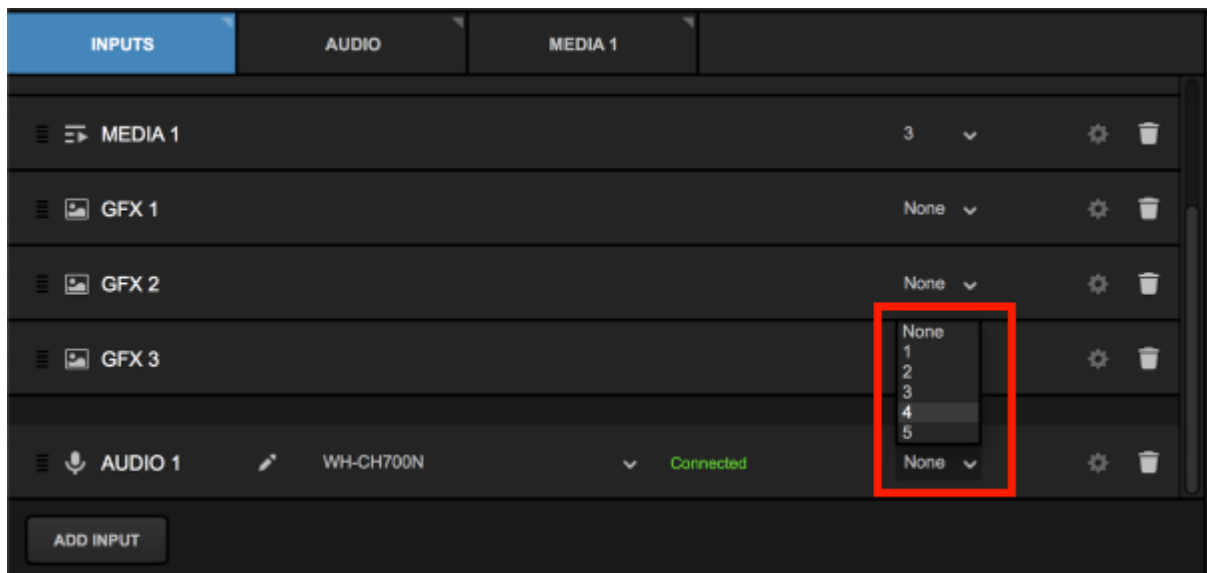 INPUTS AUDIO MEDIA 1
MEDIA 1 3
GFX 1 None
GFX 2 None
GFX 3
None
1
2
3
4
5
AUDIO 1 WH-CH700N Connected None
ADD INPUT